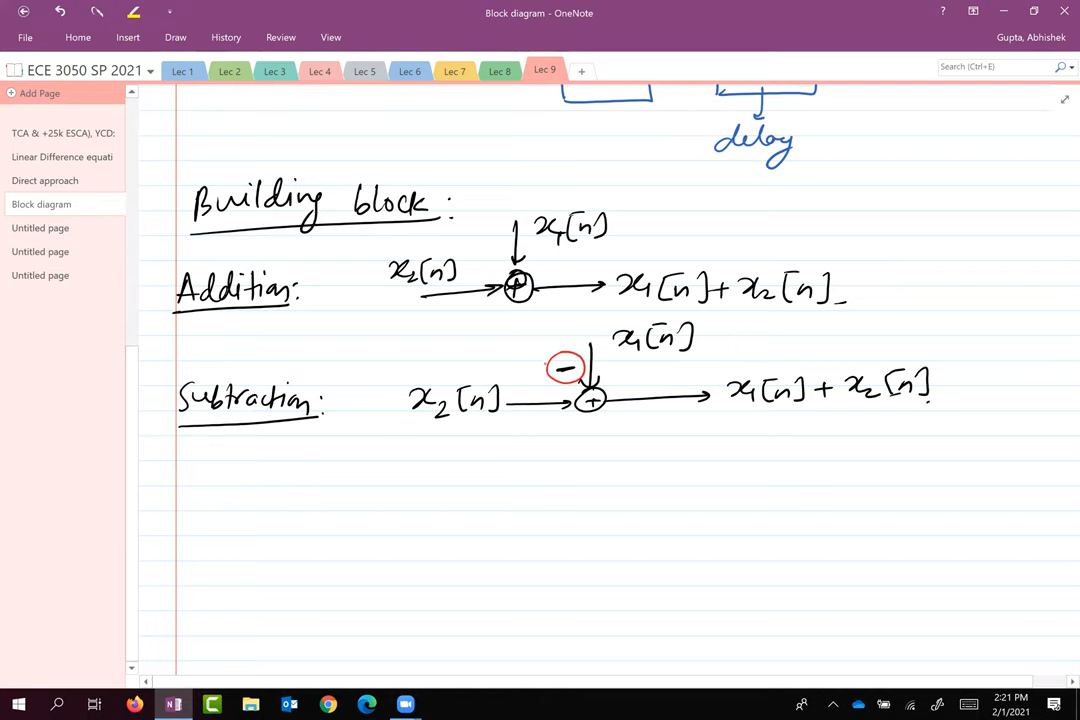 Block diagram - OneNote
?
File Home Insert Draw History Review View
Gupta, Abhishek
ECE 3050 SP 2021
Lec 1 Lec 2 Lec 3 Lec 4 Lec 5 Lec 6 Lec 7 Lec 8 Lec 9 +
Search (Ctrl+E)
Add Page
TCA & +25k ESCA), YCD:
Linear Difference equati
Direct approach
Block diagram
Untitled page
Untitled page
Untitled page
delay
Building block:
x₁[n]
x₂[n]
Addition:
+
x₁[n] + x₂[n]
x₁[n]
-
Subtraction:
x₂[n]
+
x₁[n] + x₂[n]
2:21 PM
2/1/2021